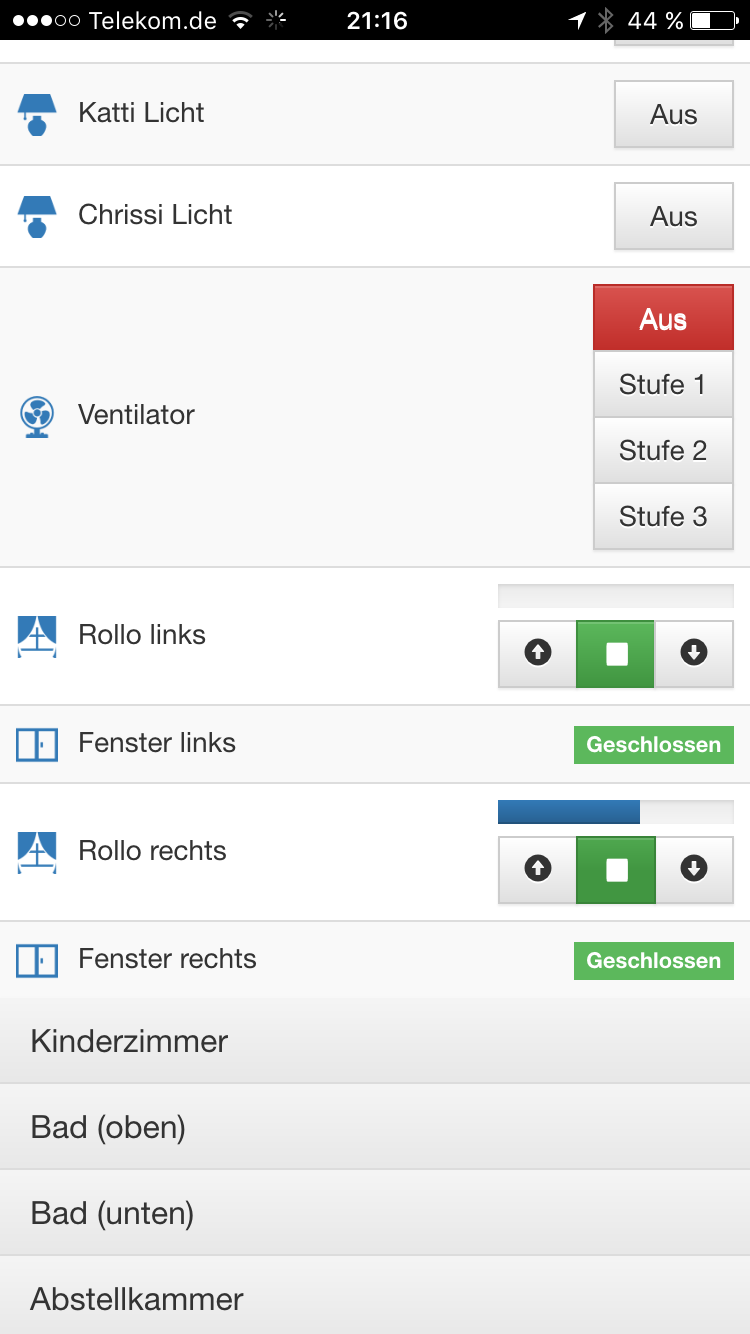 Telekom.de 21:16 44 %
Katti Licht Aus
Chrissi Licht Aus
Aus
Stufe 1
Ventilator
Stufe 2
Stufe 3
Rollo links
Fenster links Geschlossen
Rollo rechts
Fenster rechts Geschlossen
Kinderzimmer
Bad (oben)
Bad (unten)
Abstellkammer